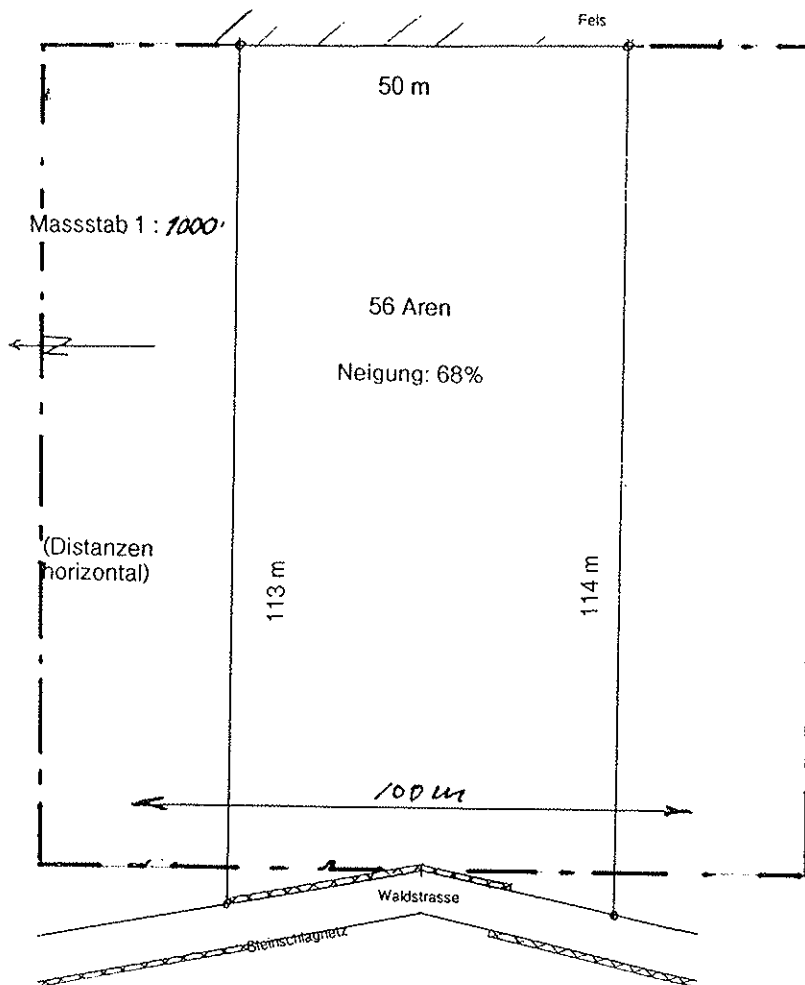 Fels
50 m
Massstab 1 : 1000
56 Aren
N
Neigung: 68%
(Distanzen
horizontal)
113 m
114 m
100 m
Waldstrasse
Steinschlagnetz